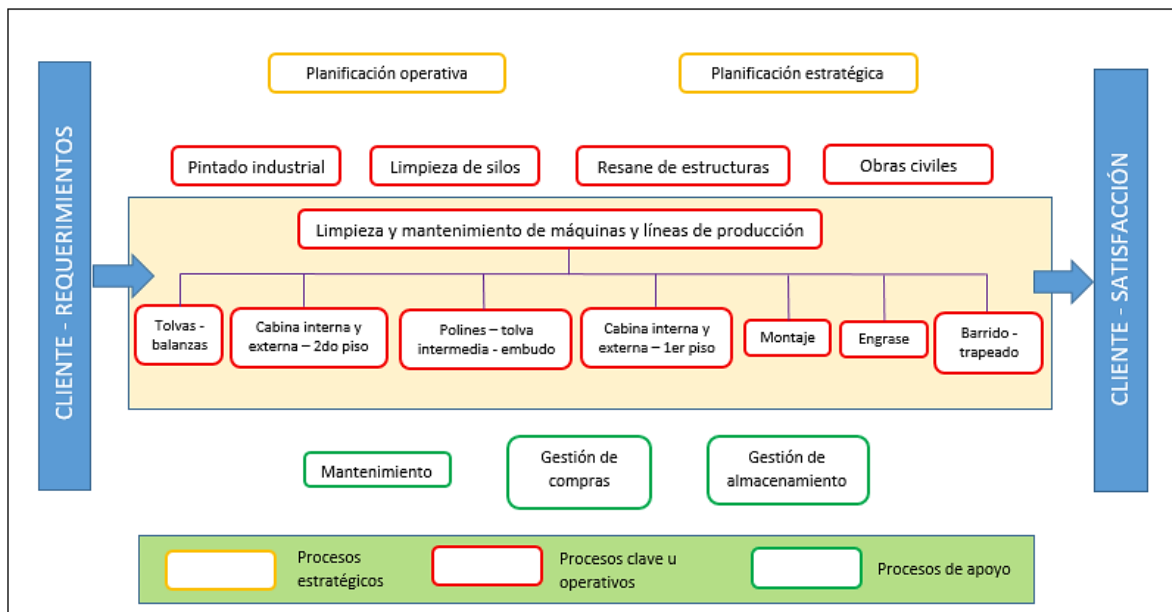 CLIENTE - REQUERIMIENTOS
Planificación operativa
Planificación estratégica
Pintado industrial
Limpieza de silos
Resane de estructuras
Obras civiles
Limpieza y mantenimiento de máquinas y líneas de producción
Tolvas -
balanzas
Cabina interna y
externa – 2do piso
Polines – tolva
intermedia - embudo
Cabina interna y
externa – 1er piso
Montaje
Engrase
Barrido -
trapeado
Mantenimiento
Gestión de
compras
Gestión de
almacenamiento
CLIENTE - SATISFACCIÓN
Procesos
estratégicos
Procesos clave u
operativos
Procesos de apoyo